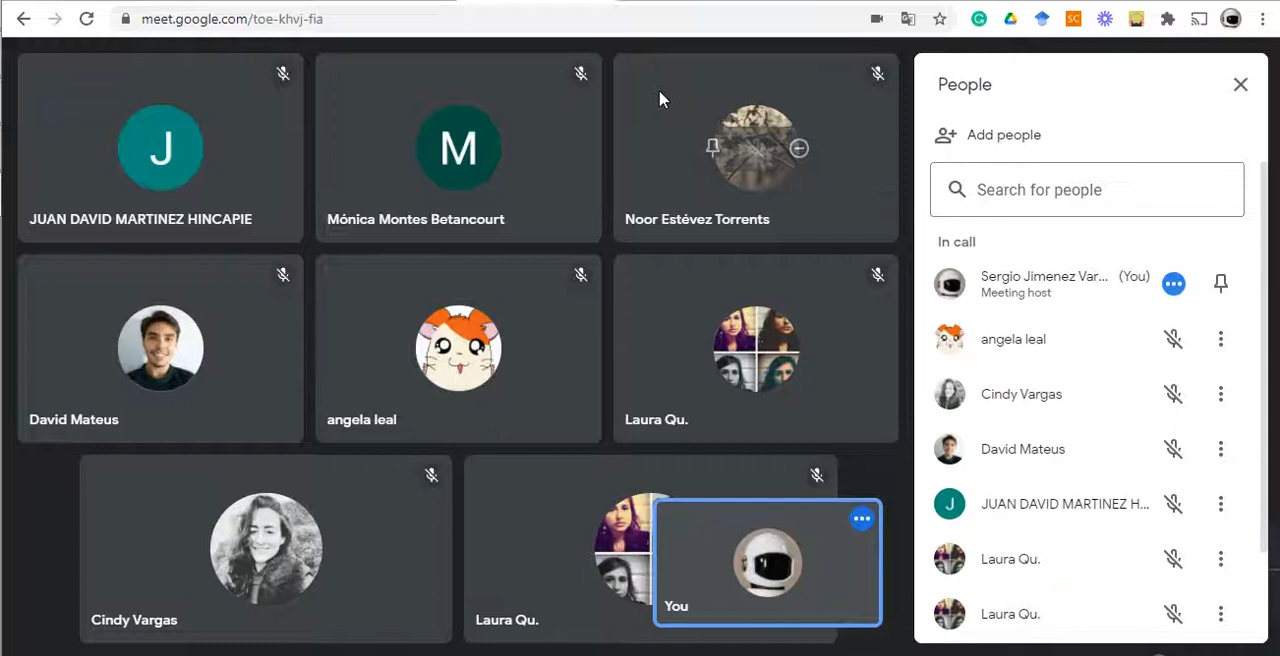 meet.google.com/toe-khvj-fia
SC
J
JUAN DAVID MARTINEZ HINCAPIE
M
Mónica Montes Betancourt
Noor Estévez Torrents
David Mateus
angela leal
Laura Qu.
Cindy Vargas
Laura Qu.
You
People
Add people
Search for people
In call
Sergio Jimenez Var... (You)
Meeting host
angela leal
Cindy Vargas
David Mateus
J
JUAN DAVID MARTINEZ H...
Laura Qu.
Laura Qu.